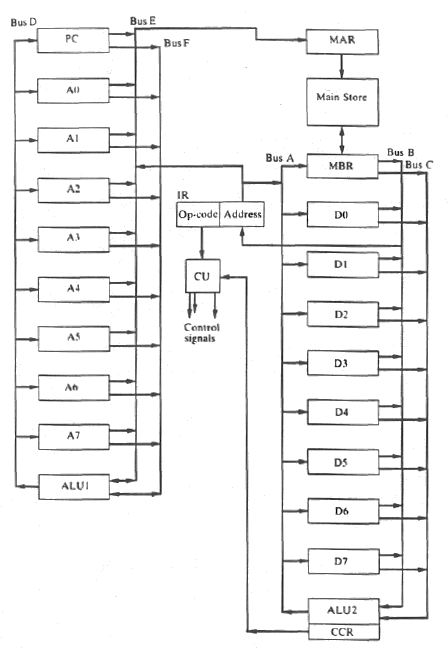 Bus D
Bus E
PC
Bus F
MAR
A0
Main Store
A1
Bus A
Bus B
Bus C
MBR
A2
IR
Op-code
Address
D0
A3
D1
CU
A4
D2
Control
signals
A5
D3
A6
D4
A7
D5
ALU1
D6
D7
ALU2
CCR